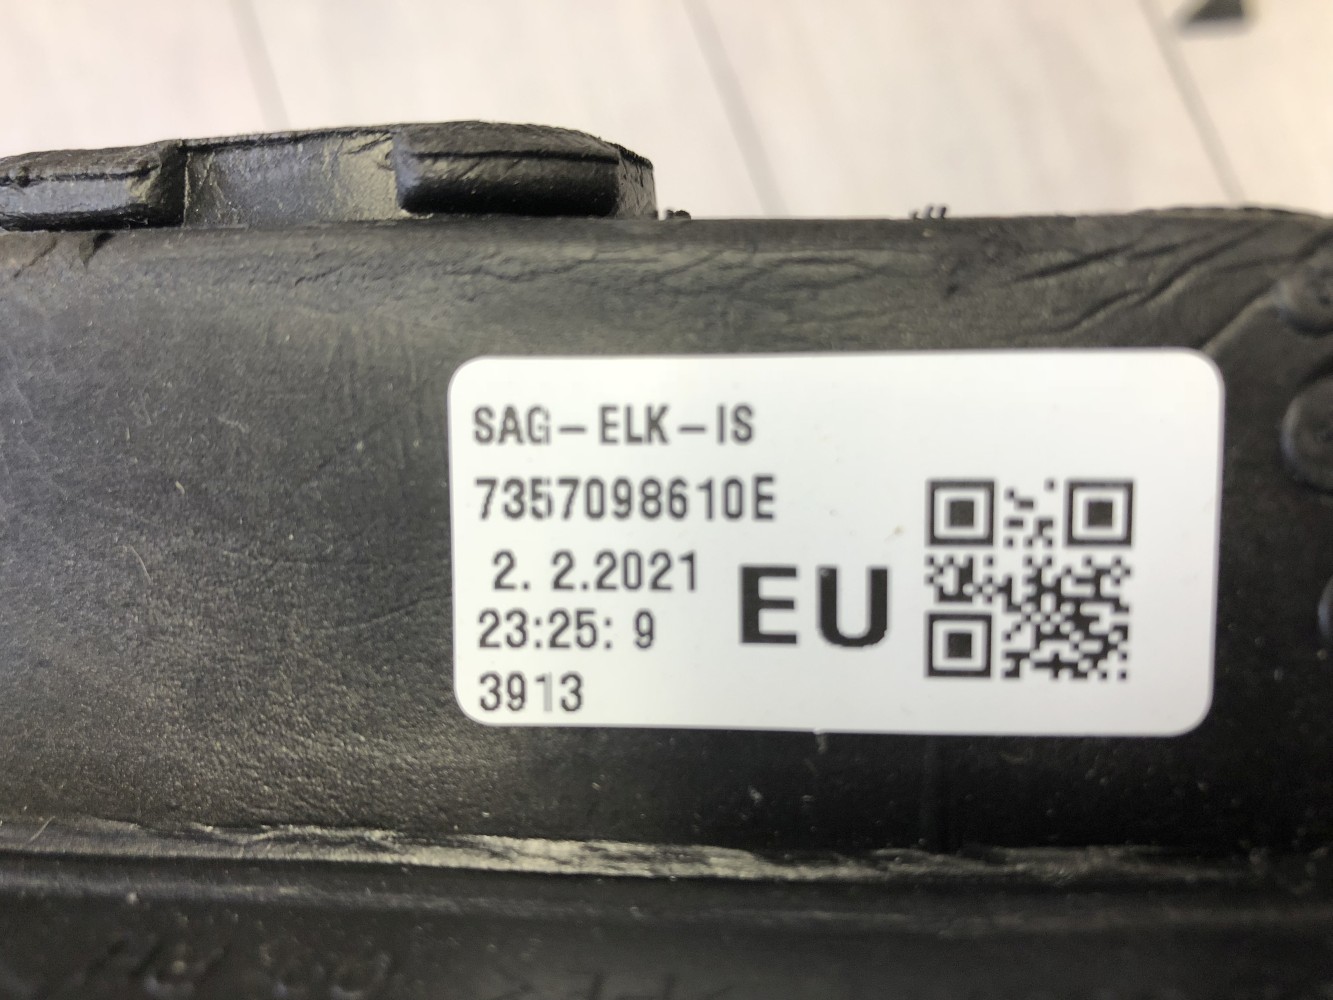 SAG-ELK-IS
7357098610E
2. 2.2021
23:25: 9
EU
3913